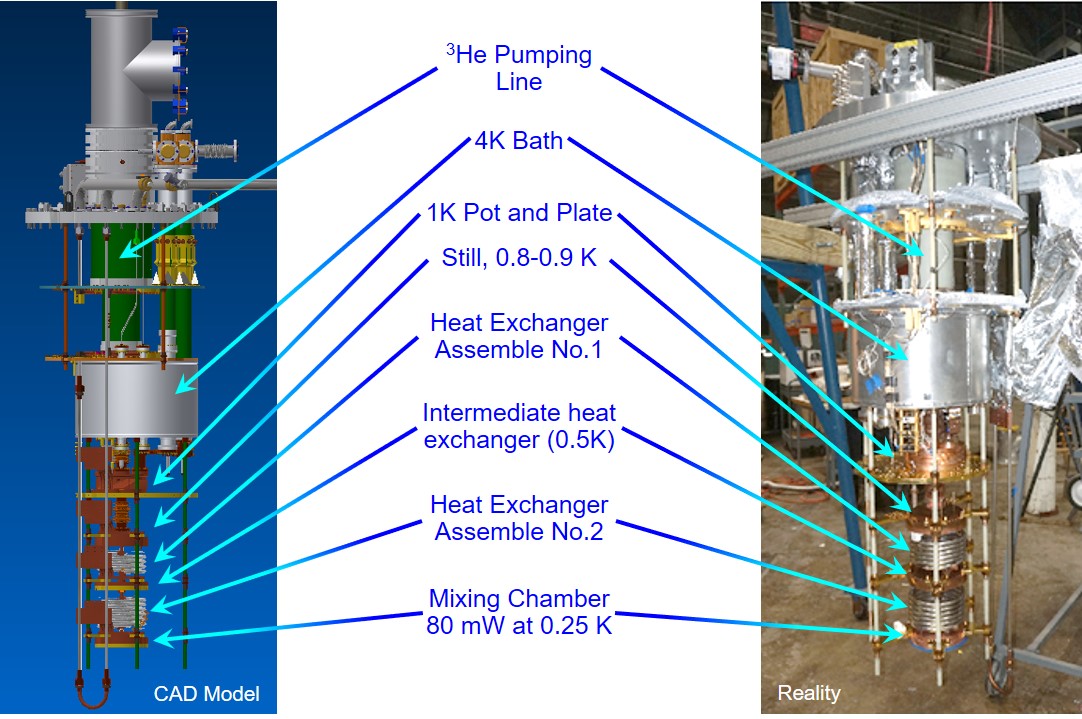 ³He Pumping
Line
4K Bath
1K Pot and Plate
Still, 0.8-0.9 K
Heat Exchanger
Assemble No.1
Intermediate heat
exchanger (0.5K)
Heat Exchanger
Assemble No.2
Mixing Chamber
80 mW at 0.25 K
CAD Model
Reality